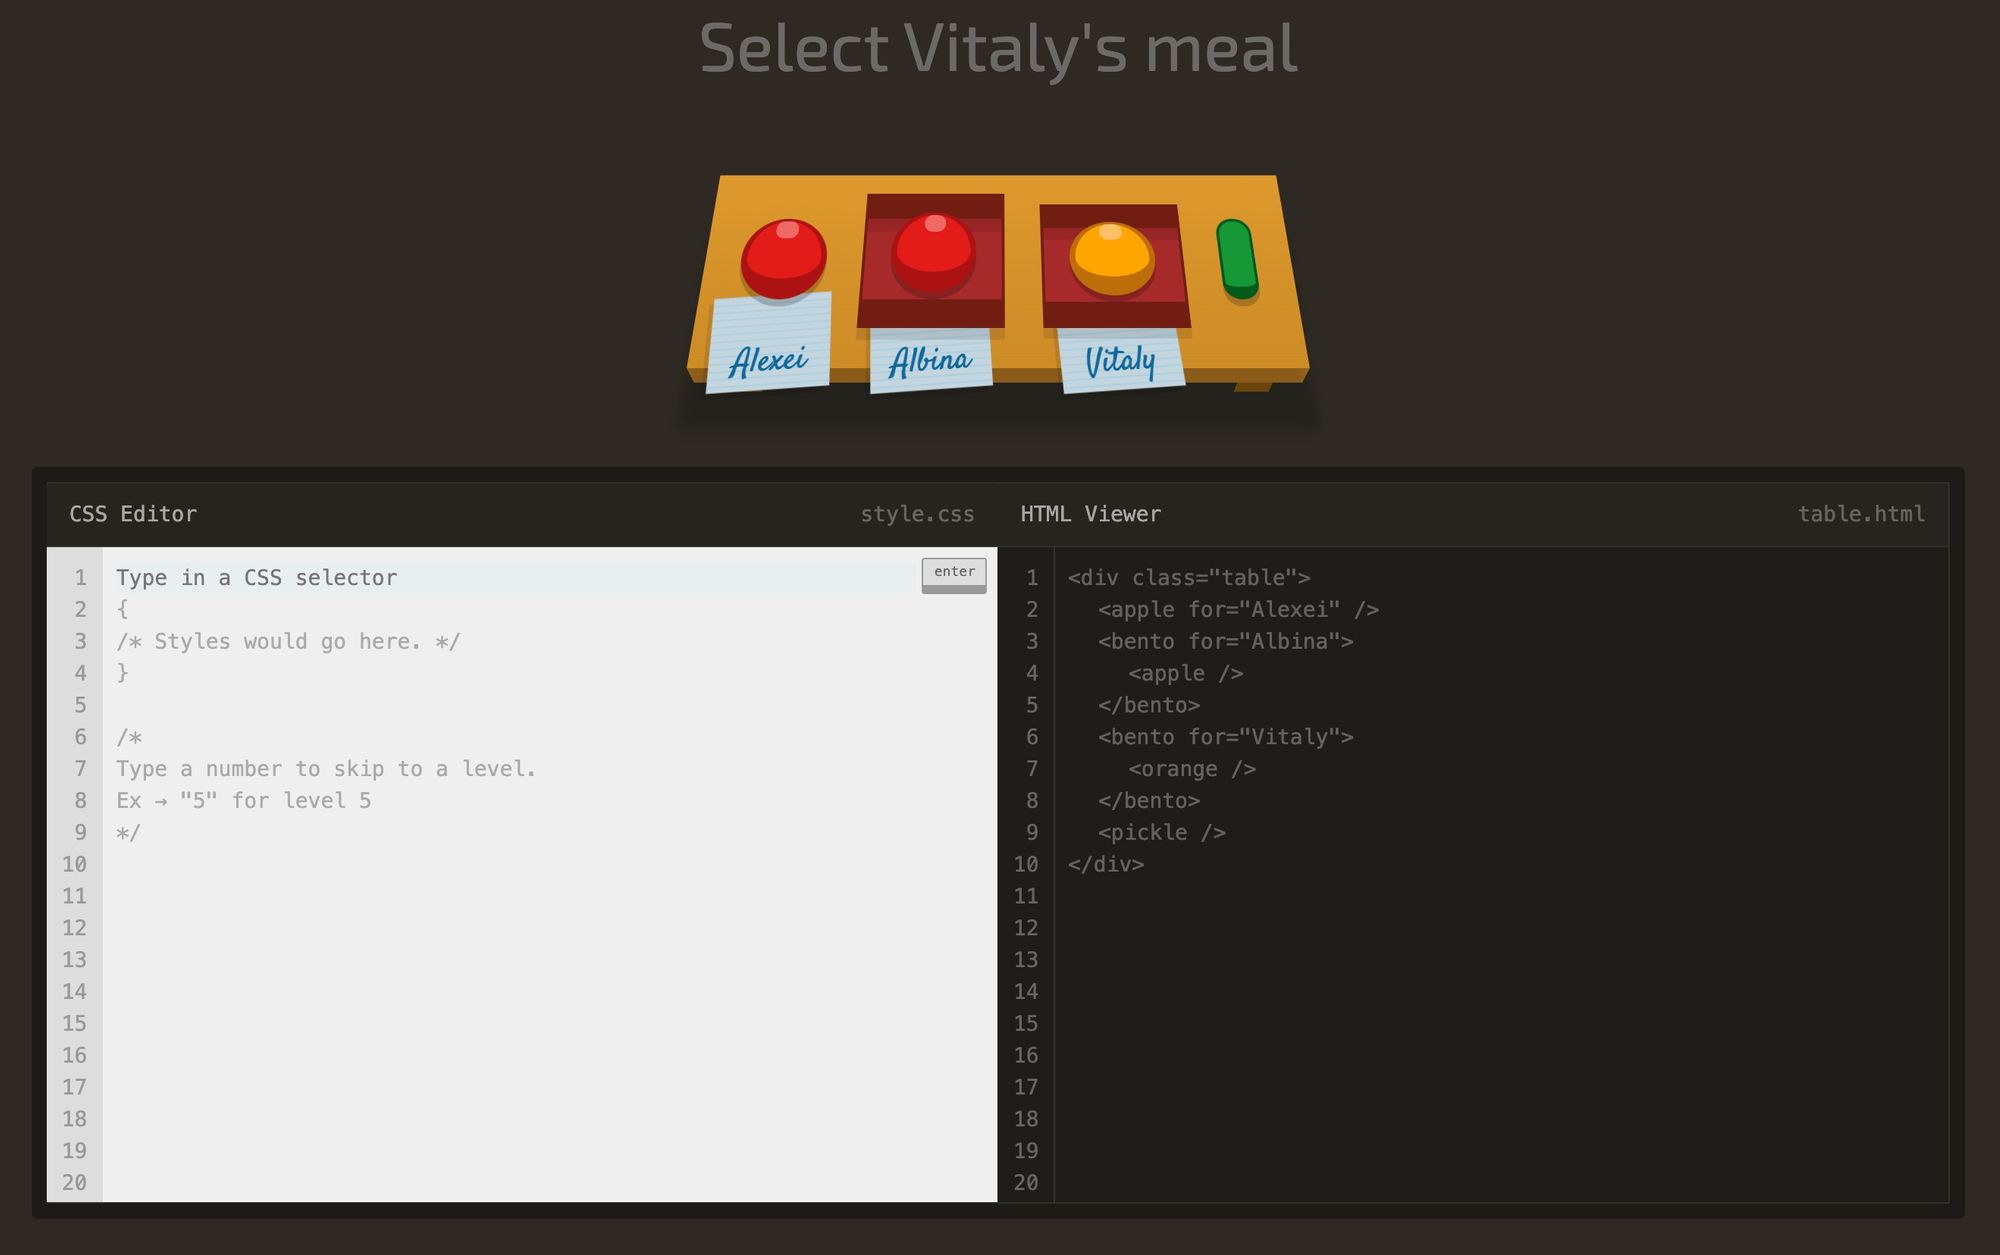 Select Vitaly's meal
Alexei
Albina
Vitaly
CSS Editor
style.css
1 Type in a CSS selector
enter
2 {
3 /* Styles would go here. */
4 }
5
6 /*
7 Type a number to skip to a level.
8 Ex → "5" for level 5
9 */
10
11
12
13
14
15
16
17
18
19
20
HTML Viewer
table.html
1 <div class="table">
2 <apple for="Alexei" />
3 <bento for="Albina">
4 <apple />
5 </bento>
6 <bento for="Vitaly">
7 <orange />
8 </bento>
9 <pickle />
10 </div>
11
12
13
14
15
16
17
18
19
20